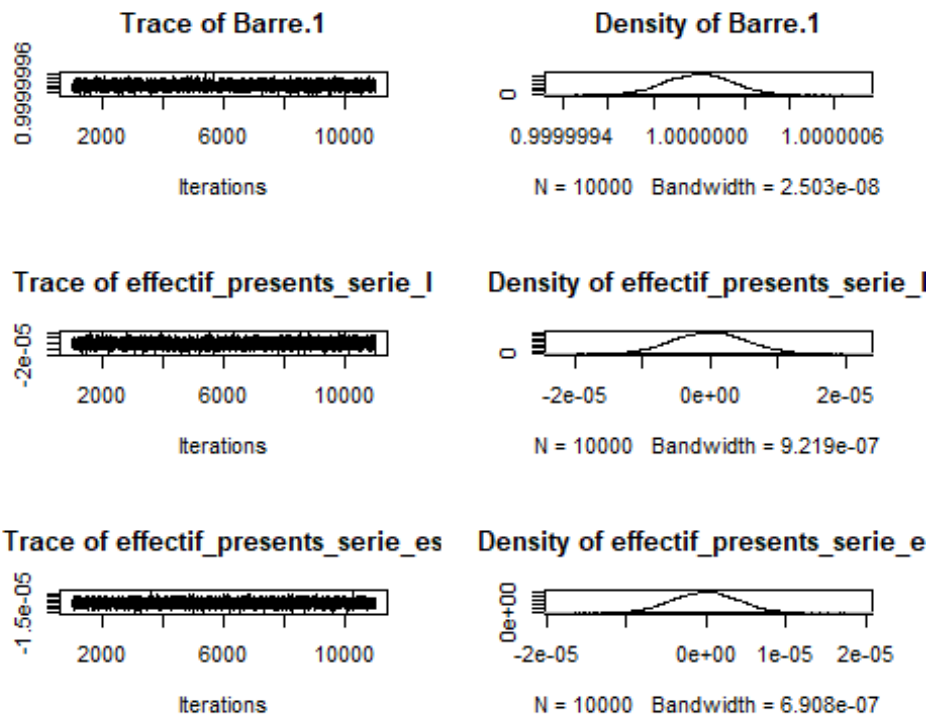 Trace of Barre.1
Density of Barre.1
0.99999996
0
2000 6000 10000
0.9999994 1.0000000 1.0000006
Iterations
N = 10000 Bandwidth = 2.503e-08
Trace of effectif_presents_serie_l
Density of effectif_presents_serie_l
-2e-05
0
2000 6000 10000
-2e-05 0e+00 2e-05
Iterations
N = 10000 Bandwidth = 9.219e-07
Trace of effectif_presents_serie_es
Density of effectif_presents_serie_e
-1.5e-05
0e+00
2000 6000 10000
-2e-05 0e+00 1e-05 2e-05
Iterations
N = 10000 Bandwidth = 6.908e-07